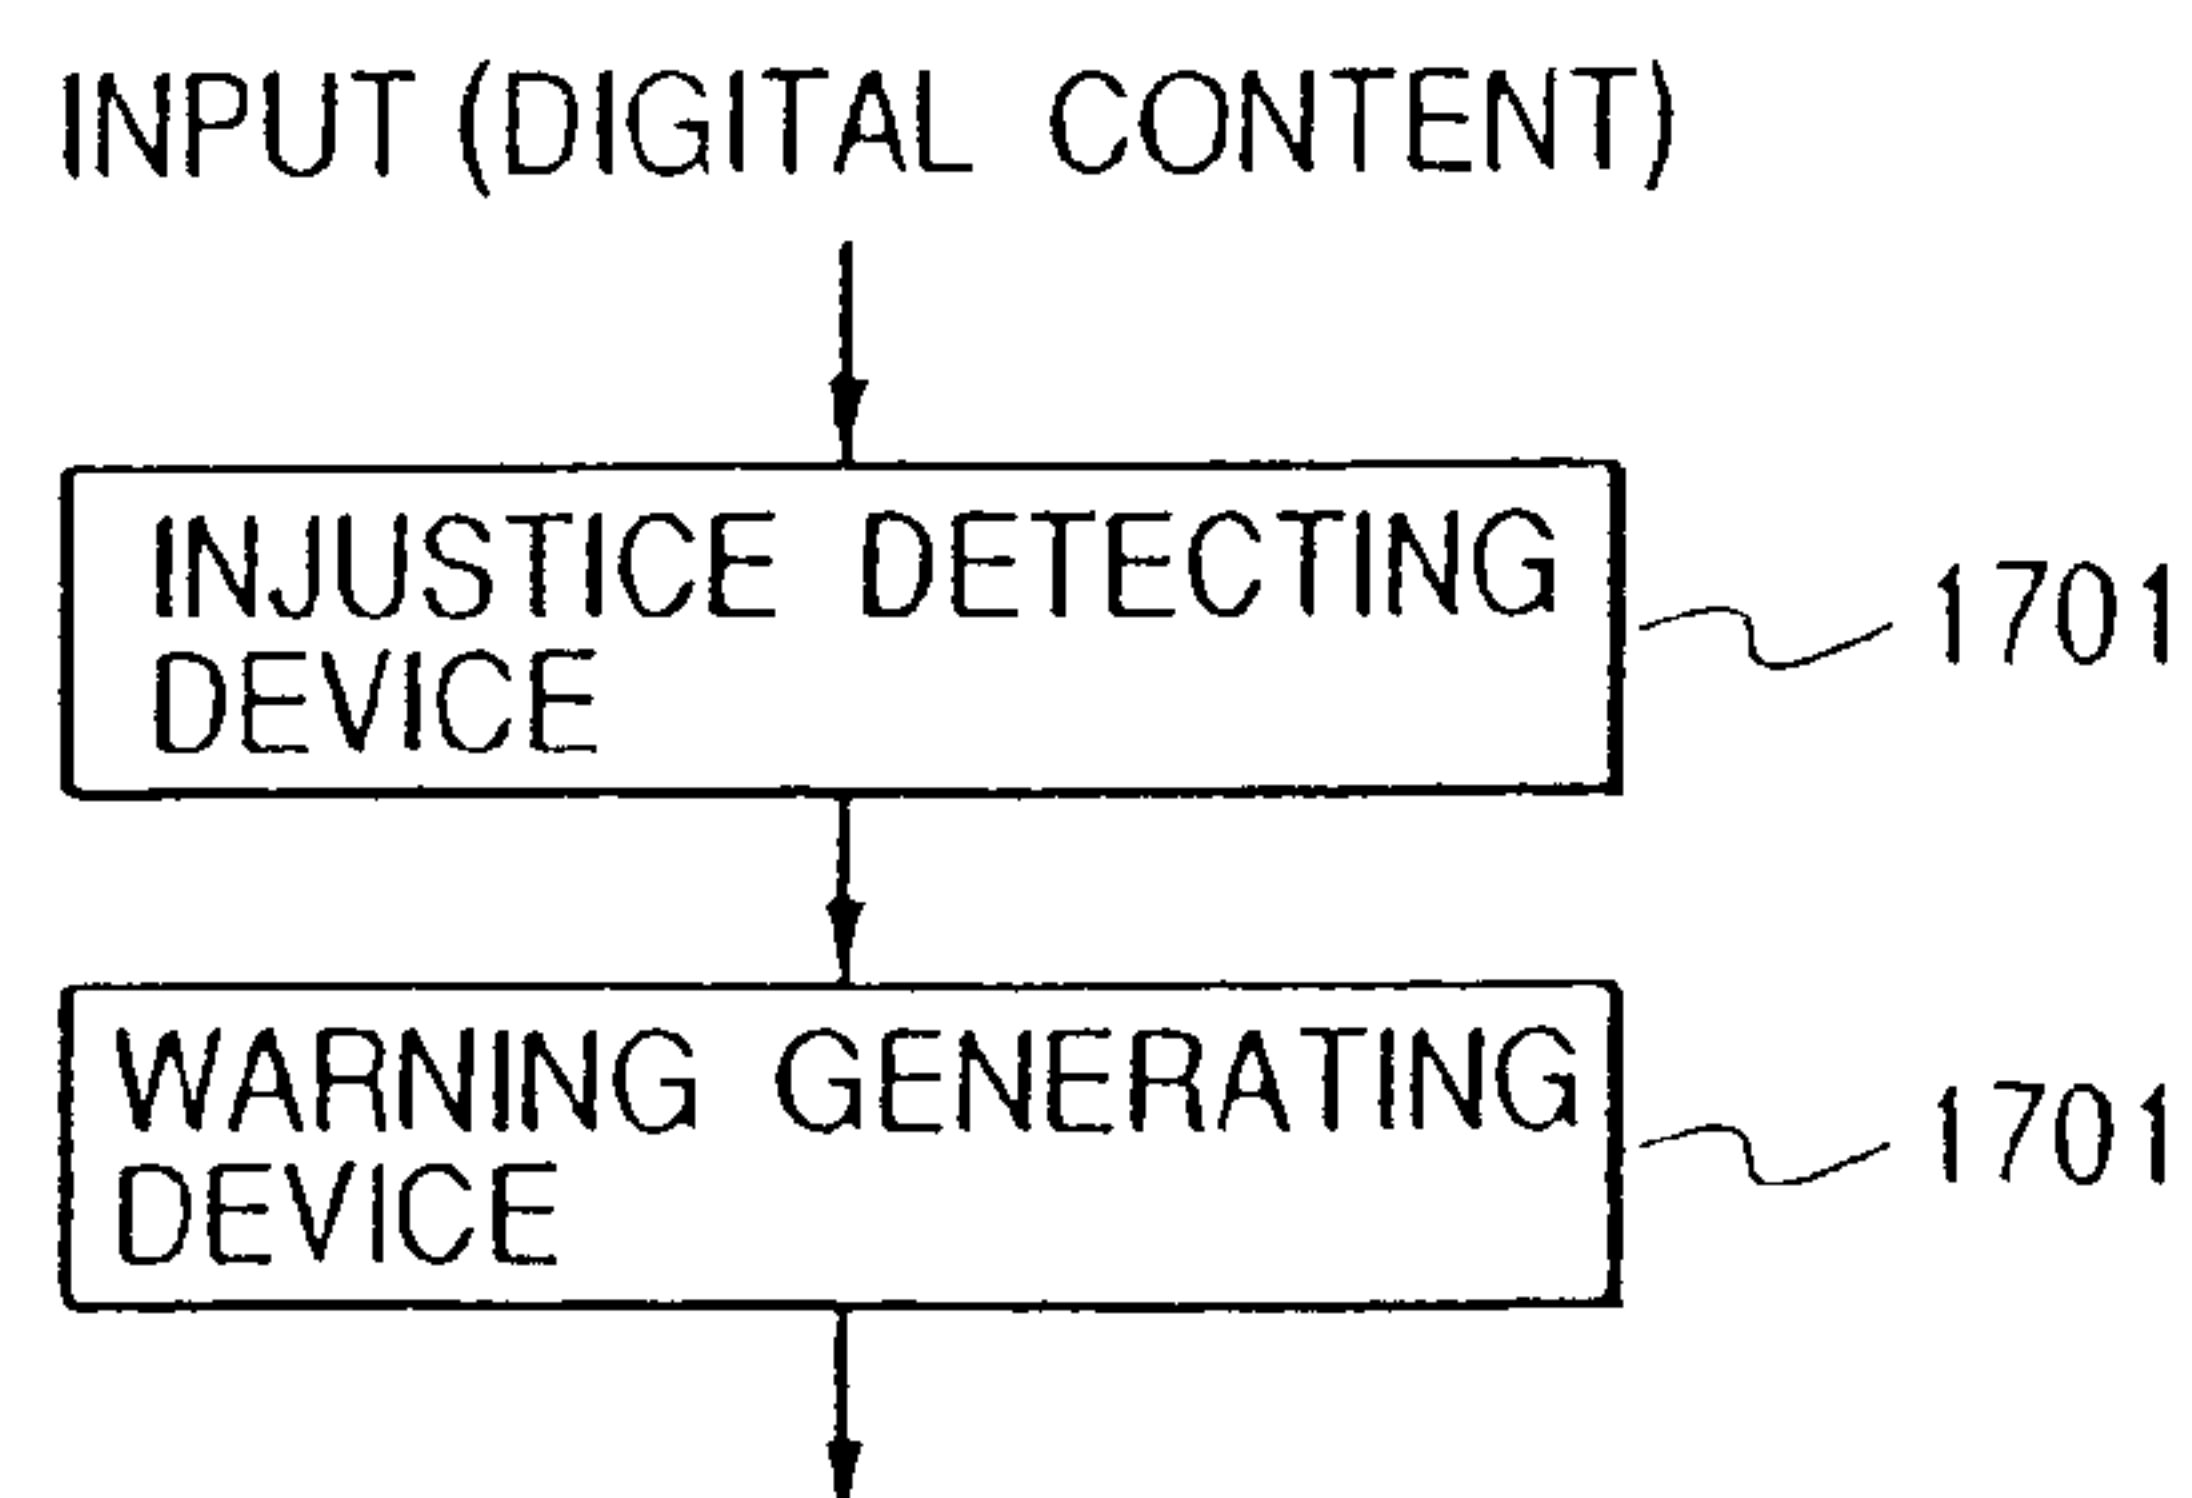 INPUT (DIGITAL CONTENT)
INJUSTICE DETECTING
DEVICE
1701
WARNING GENERATING
DEVICE
1701